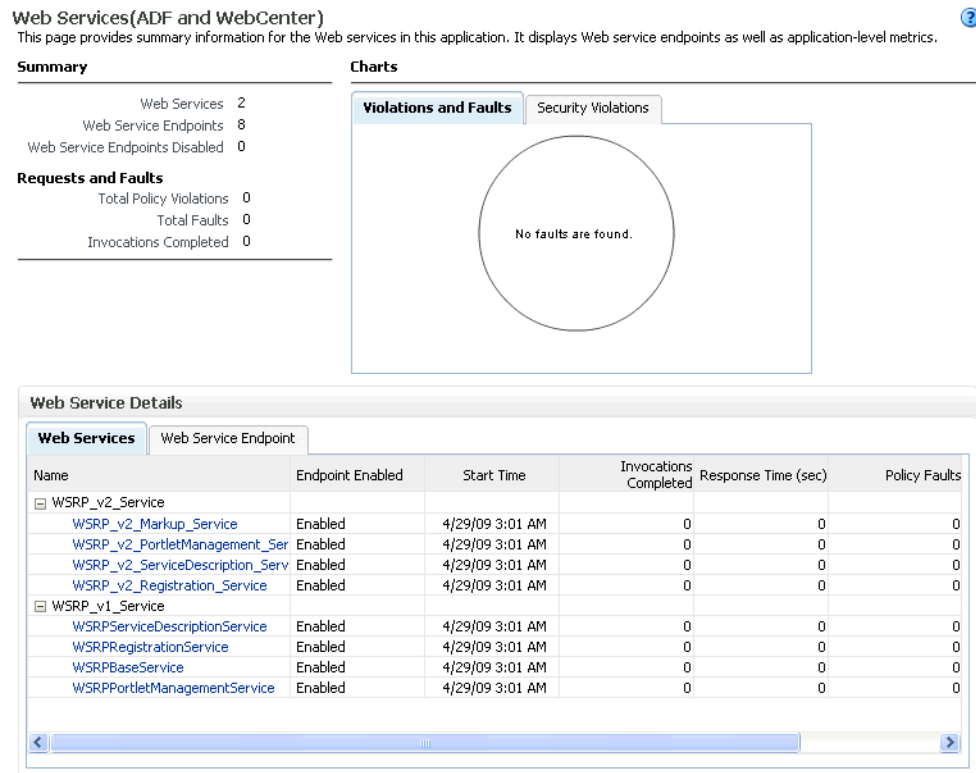 Web Services(ADF and WebCenter)
This page provides summary information for the Web services in this application. It displays Web service endpoints as well as application-level metrics.
Summary
Web Services 2
Web Service Endpoints 8
Web Service Endpoints Disabled 0
Requests and Faults
Total Policy Violations 0
Total Faults 0
Invocations Completed 0
Charts
Violations and Faults Security Violations
No faults are found.
Web Service Details
Web Services Web Service Endpoint
Name Endpoint Enabled Start Time Invocations Completed Response Time (sec) Policy Faults
WSRP_v2_Service
WSRP_v2_Markup_Service Enabled 4/29/09 3:01 AM 0 0 0
WSRP_v2_PortletManagement_Ser Enabled 4/29/09 3:01 AM 0 0 0
WSRP_v2_ServiceDescription_Serv Enabled 4/29/09 3:01 AM 0 0 0
WSRP_v2_Registration_Service Enabled 4/29/09 3:01 AM 0 0 0
WSRP_v1_Service
WSRPServiceDescriptionService Enabled 4/29/09 3:01 AM 0 0 0
WSRPRegistrationService Enabled 4/29/09 3:01 AM 0 0 0
WSRPBaseService Enabled 4/29/09 3:01 AM 0 0 0
WSRPPortletManagementService Enabled 4/29/09 3:01 AM 0 0 0